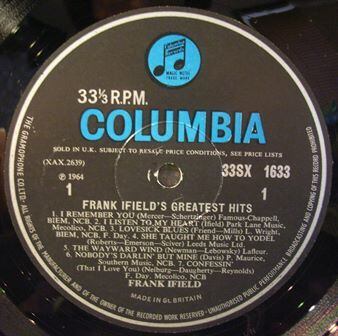 Columbia
Records
MAGIC NOTES
TRADE MARK
33⅓ R.P.M.
COLUMBIA
SOLD IN U.K. SUBJECT TO RESALE PRICE CONDITIONS, SEE PRICE LISTS
(XAX.2639)
33SX 1633
℗ 1964
1
1
FRANK IFIELD'S GREATEST HITS
1. I REMEMBER YOU (Mercer—Schertzinger) Famous-Chappell,
BIEM, NCB 2. I LISTEN TO MY HEART (Ifield) Park Lane Music,
Mecolico, NCB 3. LOVESICK BLUES (Friend—Mills) L. Wright,
BIEM, NCB, F. Day. 4. SHE TAUGHT ME HOW TO YODEL
(Roberts—Emerson—Sciver) Leeds Music Ltd.
5. THE WAYWARD WIND (Newman—Lebowsky) Lafleur
6. NOBODY'S DARLIN' BUT MINE (Davis) P. Maurice,
Southern Music, NCB. 7. CONFESSIN'
(That I Love You) (Neiburg—Daugherty—Reynolds)
F. Day, Mecolico, NCB
FRANK IFIELD
MADE IN GT. BRITAIN
THE GRAMOPHONE CO. LTD. ALL RIGHTS OF THE MANUFACTURER AND OF THE OWNER OF THE RECORDED WORK RESERVED UNAUTHORISED PUBLIC PERFORMANCE BROADCASTING AND COPYING OF THIS RECORD PROHIBITED